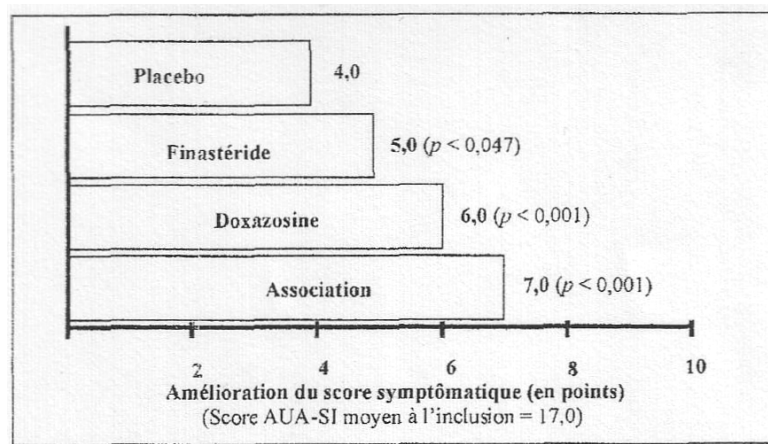 Placebo 4,0
Finastéride 5,0 (p < 0,047)
Doxazosine 6,0 (p < 0,001)
Association 7,0 (p < 0,001)
2 4 6 8 10
Amélioration du score symptômatique (en points)
(Score AUA-SI moyen à l'inclusion = 17,0)